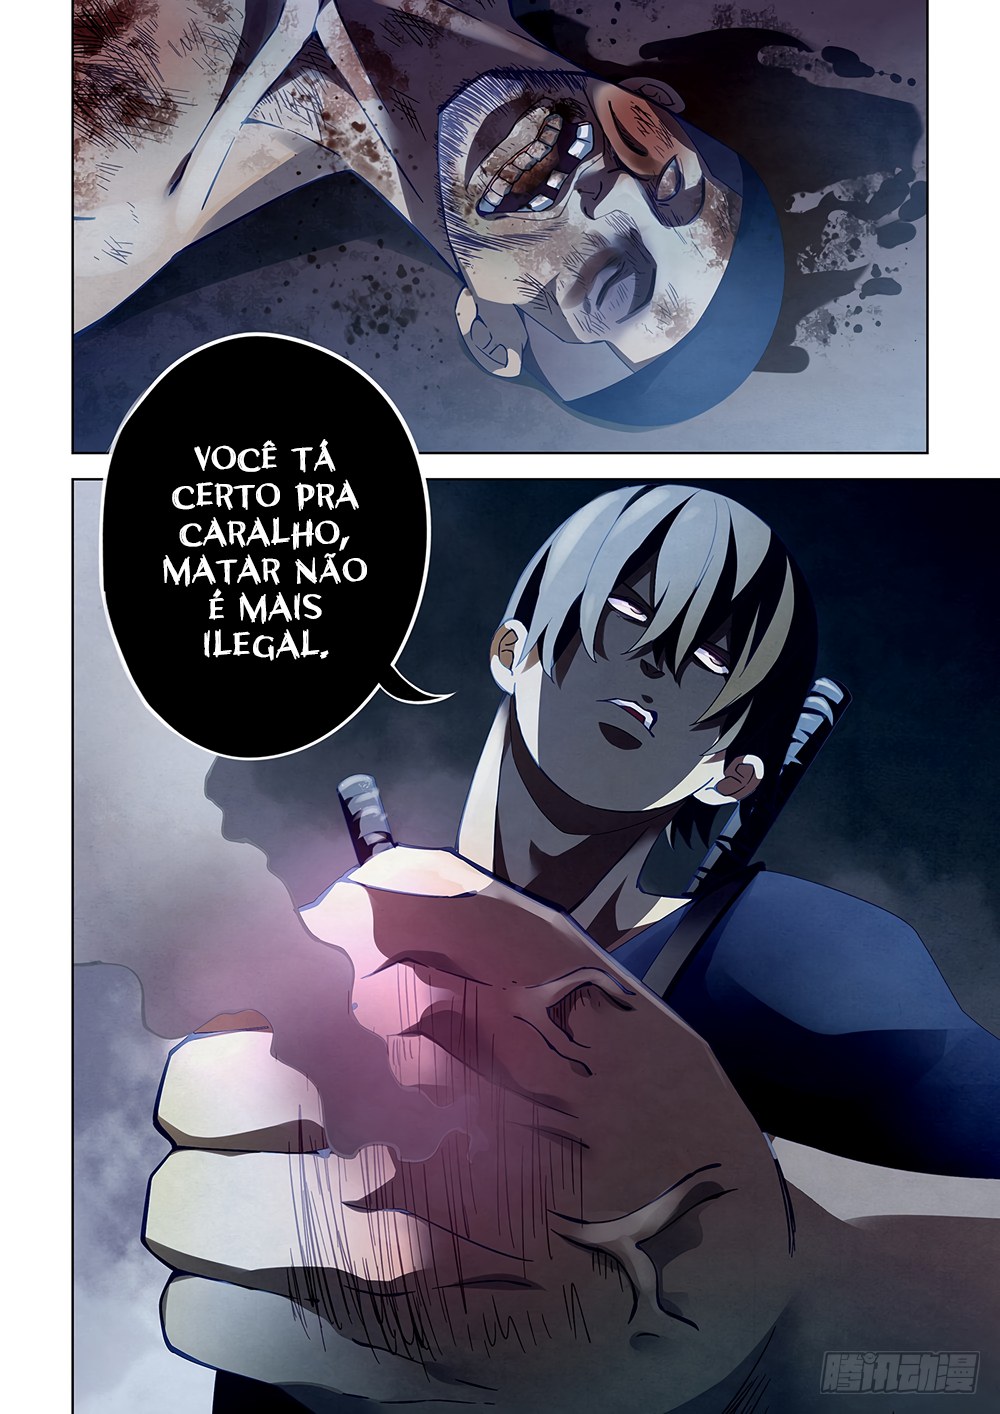 VOCÊ TÁ
CERTO PRA
CARALHO,
MATAR NÃO
É MAIS
ILEGAL.
腾讯动漫